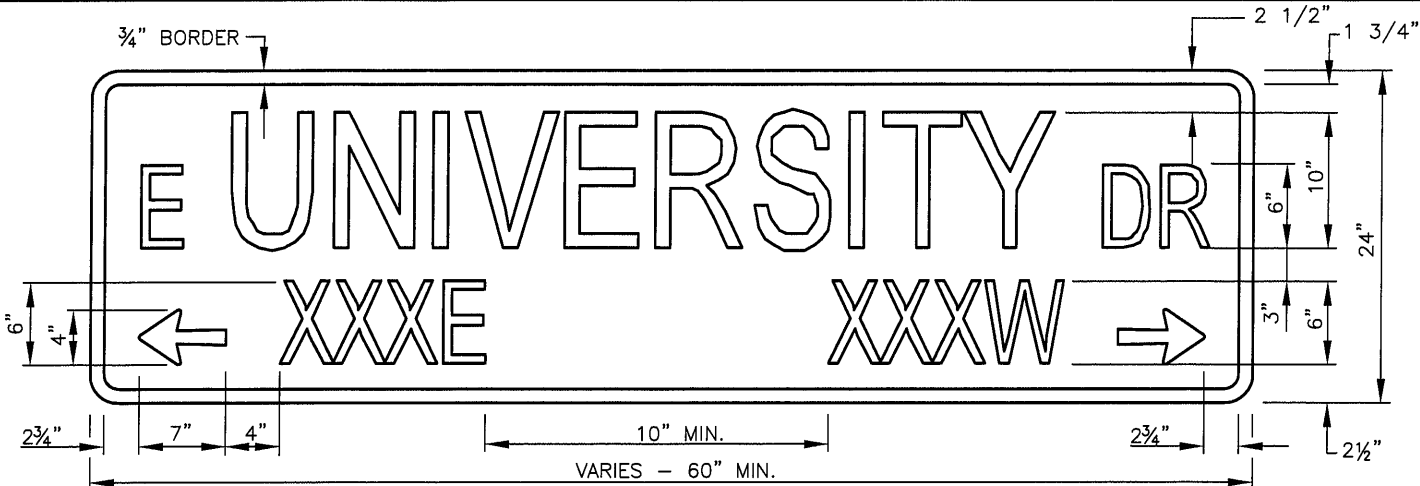 2 1/2"
¾" BORDER
1 3/4"
E UNIVERSITY DR
6"
10"
24"
XXXE XXXW
6"
4"
3"
6"
2¾"
7"
4"
10" MIN.
2¾"
2½"
VARIES – 60" MIN.